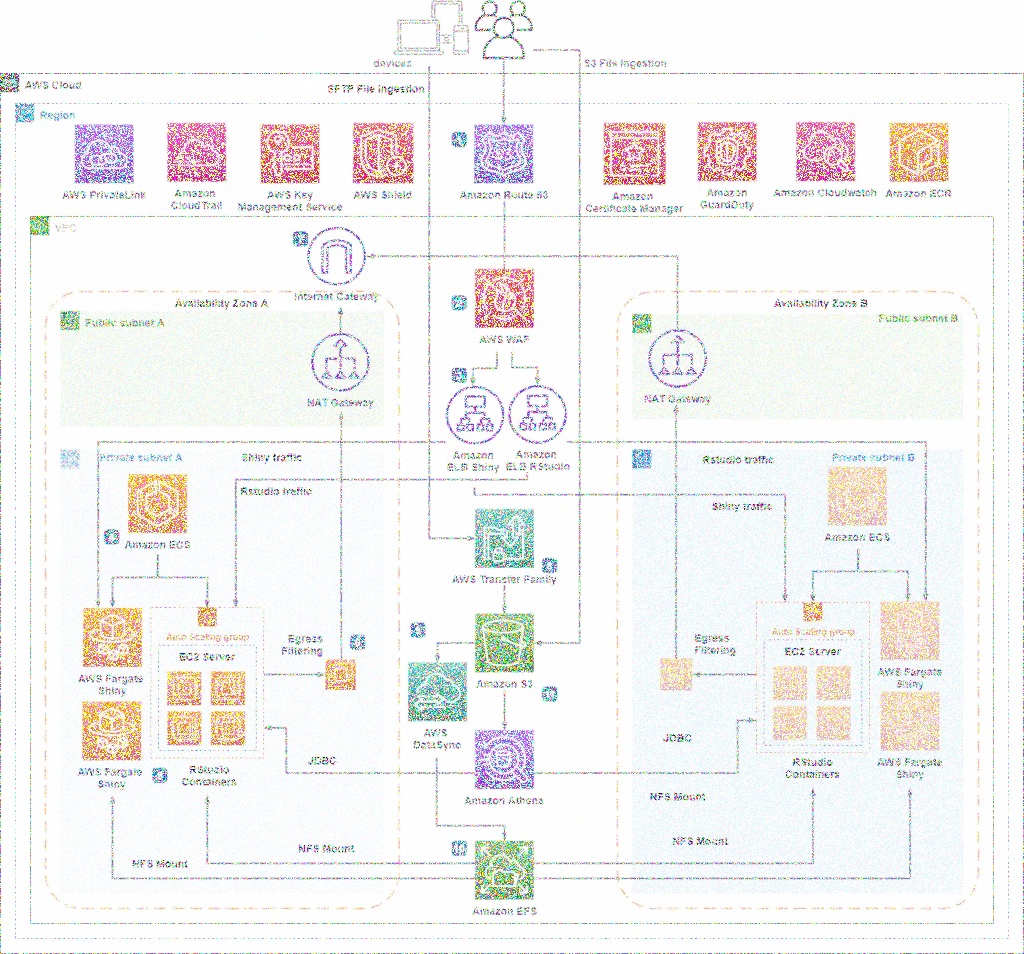 devices
S3 File Ingestion
AWS Cloud
SFTP File Ingestion
Region
AWS PrivateLink
Amazon
CloudTrail
AWS Key
Management Service
AWS Shield
Amazon Route 53
Amazon
Certificate Manager
Amazon
GuardDuty
Amazon Cloudwatch
Amazon ECR
VPC
Internet Gateway
Availability Zone A
Availability Zone B
Public subnet A
Public subnet B
AWS WAF
NAT Gateway
NAT Gateway
Amazon
ELB Shiny
Amazon
ELB RStudio
Private subnet A
Shiny traffic
Rstudio traffic
Private subnet B
Rstudio traffic
Shiny traffic
Amazon ECS
Amazon ECS
AWS Transfer Family
Auto Scaling group
EC2 Server
Egress
Filtering
Egress
Filtering
Auto Scaling group
EC2 Server
AWS Fargate
Shiny
Amazon S3
AWS Fargate
Shiny
AWS
DataSync
JDBC
JDBC
AWS Fargate
Shiny
RStudio
Containers
RStudio
Containers
AWS Fargate
Shiny
Amazon Athena
NFS Mount
NFS Mount
NFS Mount
NFS Mount
Amazon EFS